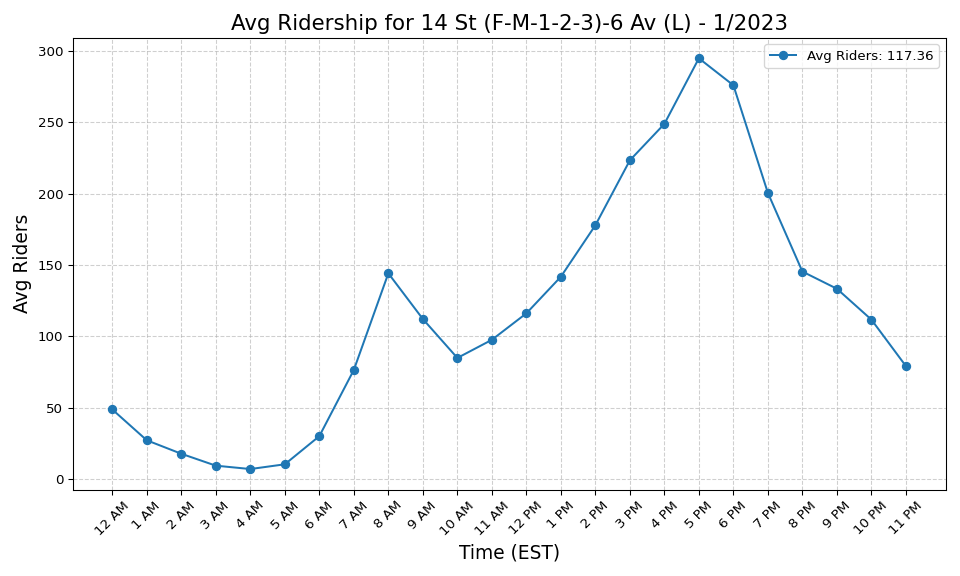 Avg Ridership for 14 St (F-M-1-2-3)-6 Av (L) - 1/2023
Avg Riders: 117.36
Avg Riders
300
250
200
150
100
50
0
12 AM
1 AM
2 AM
3 AM
4 AM
5 AM
6 AM
7 AM
8 AM
9 AM
10 AM
11 AM
12 PM
1 PM
2 PM
3 PM
4 PM
5 PM
6 PM
7 PM
8 PM
9 PM
10 PM
11 PM
Time (EST)